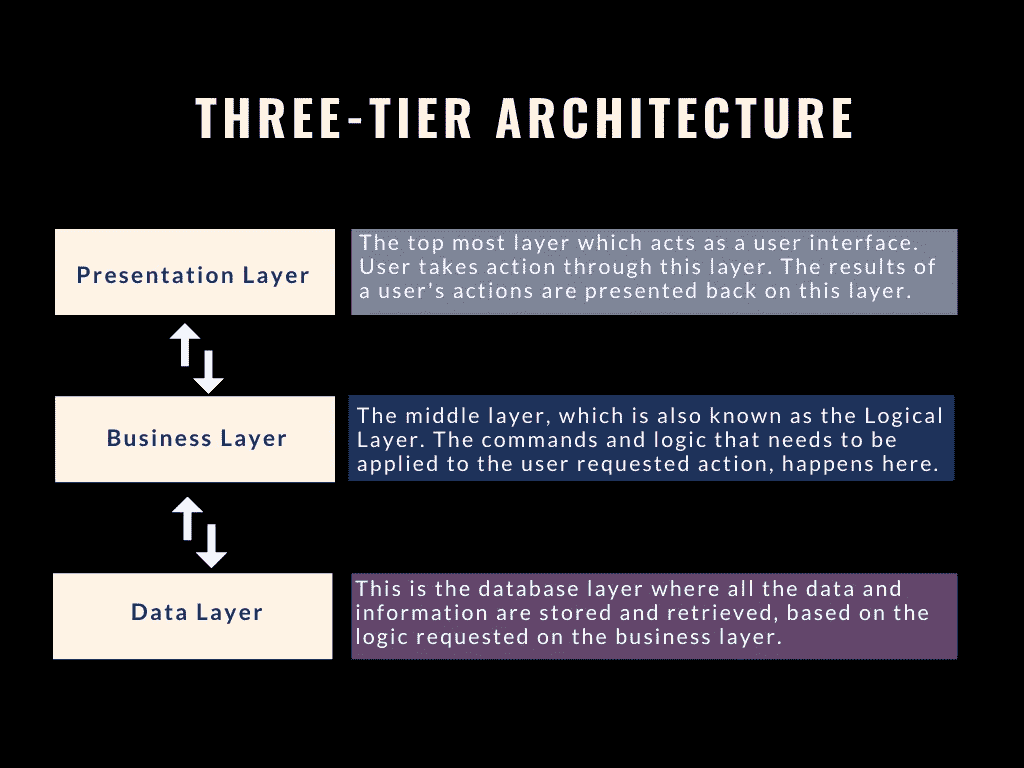 THREE-TIER ARCHITECTURE
Presentation Layer
The top most layer which acts as a user interface.
User takes action through this layer. The results of
a user's actions are presented back on this layer.
Business Layer
The middle layer, which is also known as the Logical
Layer. The commands and logic that needs to be
applied to the user requested action, happens here.
Data Layer
This is the database layer where all the data and
information are stored and retrieved, based on the
logic requested on the business layer.